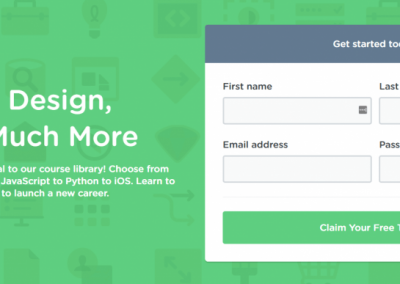 Design,
Much More
al to our course library! Choose from
JavaScript to Python to iOS. Learn to
to launch a new career.
Get started to
First name
Last
Email address
Pass
Claim Your Free T